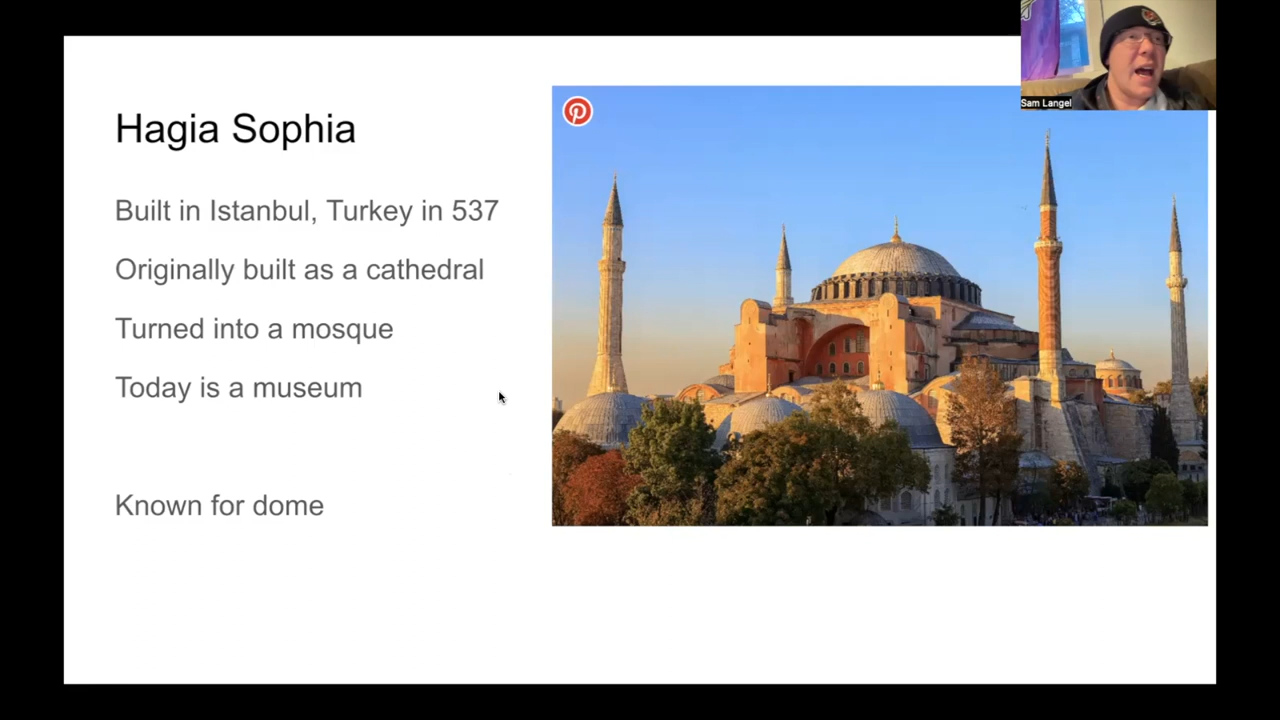 Hagia Sophia
Built in Istanbul, Turkey in 537
Originally built as a cathedral
Turned into a mosque
Today is a museum
Known for dome
Sam Langel